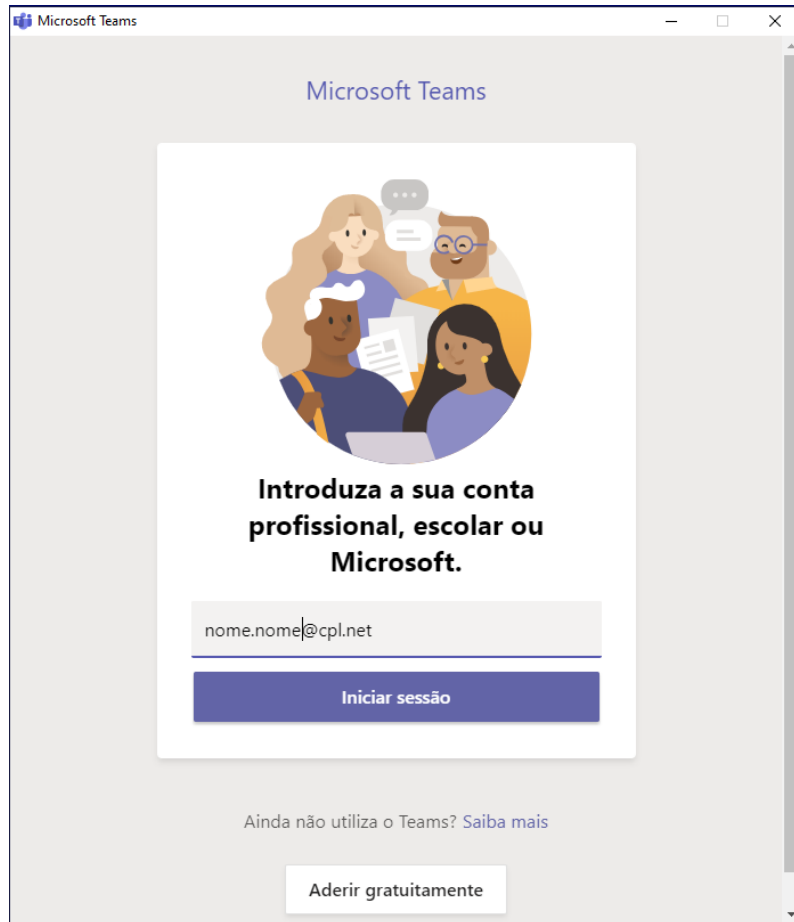 Microsoft Teams
Microsoft Teams
Introduza a sua conta
profissional, escolar ou
Microsoft.
nome.nome@cpl.net
Iniciar sessão
Ainda não utiliza o Teams? Saiba mais
Aderir gratuitamente